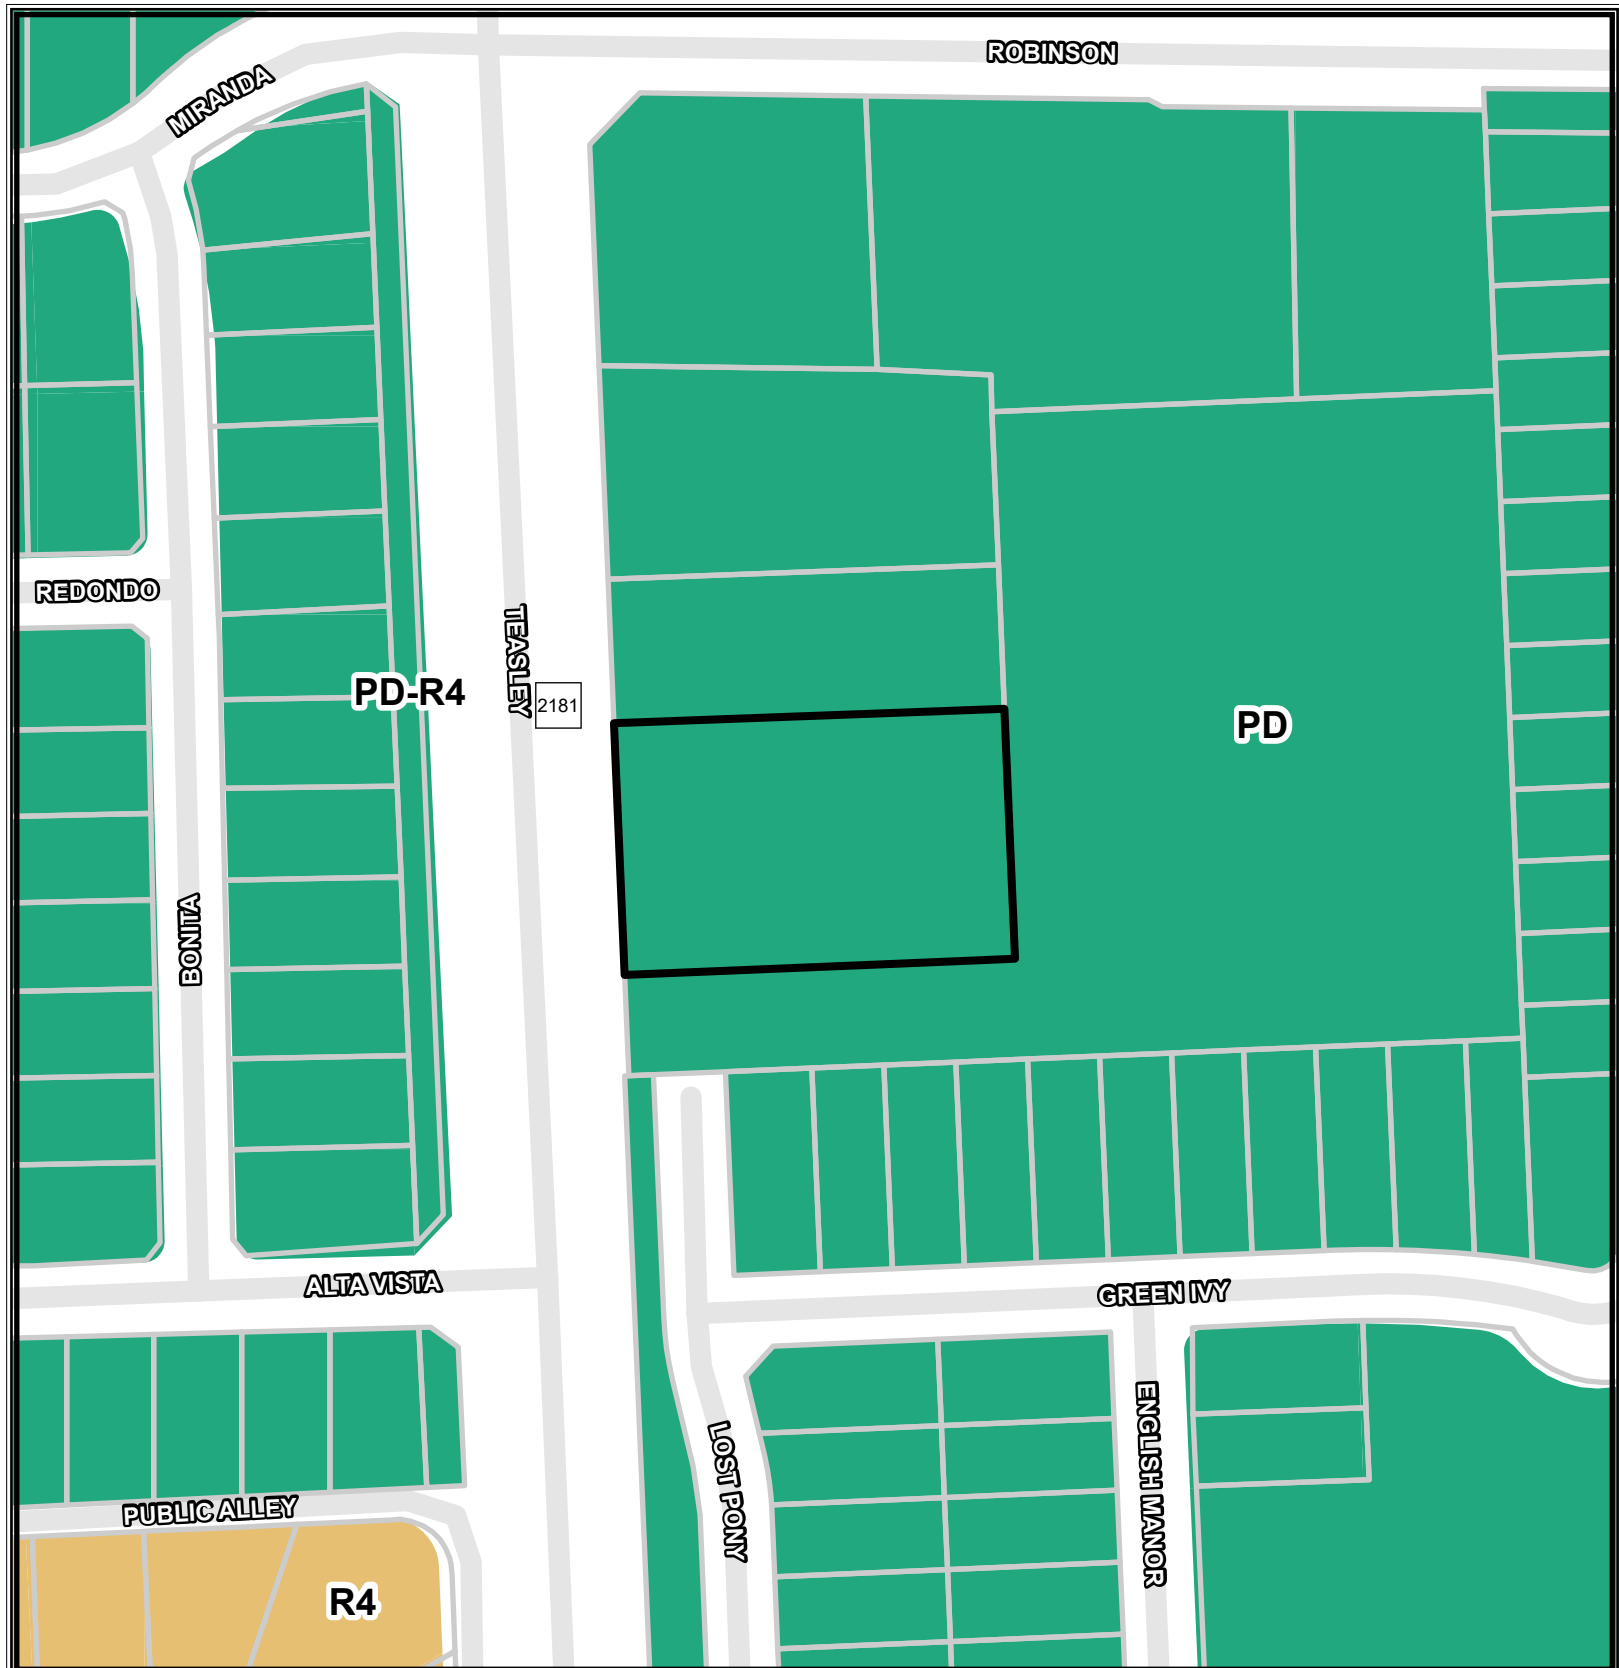 ROBINSON
MIRANDA
REDONDO
TEASLEY
PD-R4
2181
PD
BONITA
ALTA VISTA
GREEN IVY
ENGLISH MANOR
LOST PONY
PUBLIC ALLEY
R4